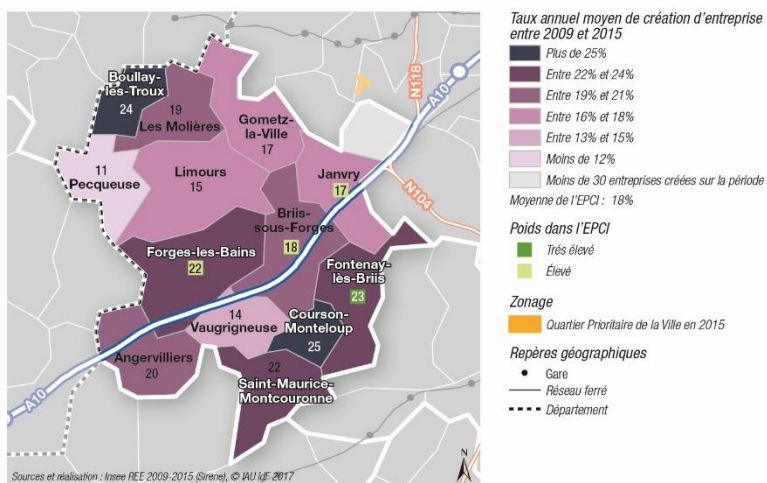 Boullay-
les-Troux
24
19
Les Molières
Gometz-
la-Ville
17
11
Pecqueuse
Limours
15
Janvry
17
Briis-
sous-Forges
18
Forges-les-Bains
22
Fontenay-
lès-Briis
23
14
Vaugrigneuse
Courson-
Monteloup
25
Angervilliers
20
22
Saint-Maurice-
Montcouronne
N118
A10
N104
A10
N
Sources et réalisation : Insee REE 2009-2015 (Sirene), © IAU îdF 2017
Taux annuel moyen de création d'entreprise
entre 2009 et 2015
Plus de 25%
Entre 22% et 24%
Entre 19% et 21%
Entre 16% et 18%
Entre 13% et 15%
Moins de 12%
Moins de 30 entreprises créées sur la période
Moyenne de l'EPCI : 18%
Poids dans l'EPCI
Trés élevé
Élevé
Zonage
Quartier Prioritaire de la Ville en 2015
Repères géographiques
Gare
Réseau ferré
Département